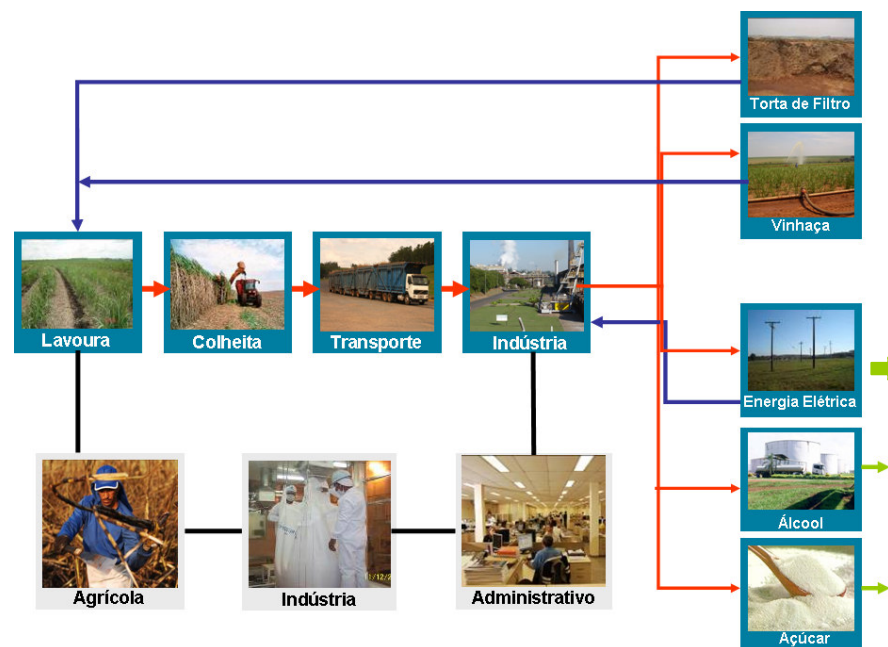 Torta de Filtro
Vinhaça
Lavoura
Colheita
Transporte
Indústria
Energia Elétrica
Álcool
Agrícola
Indústria
Administrativo
Açúcar